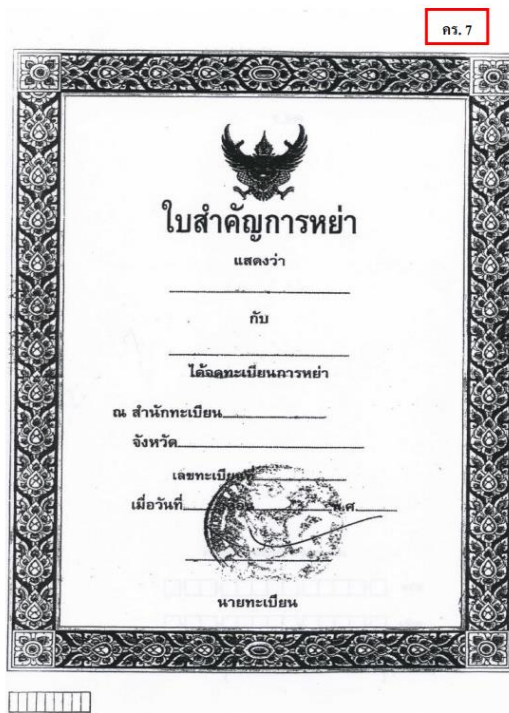 คร. 7
ใบสำคัญการหย่า
แสดงว่า
กับ
ได้จดทะเบียนการหย่า
ณ สำนักทะเบียน
จังหวัด
เลขทะเบียนที่
เมื่อวันที่ เดือน พ.ศ.
นายทะเบียน